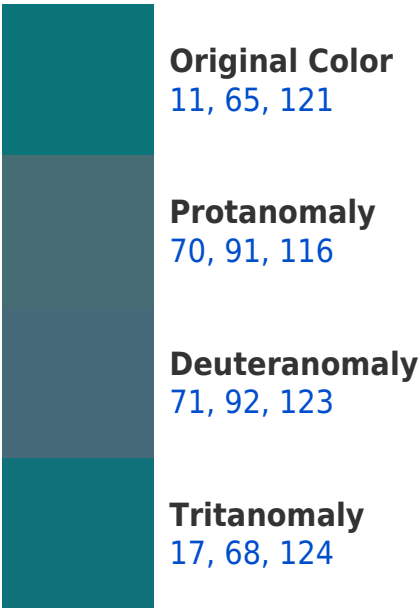 Original Color
11, 65, 121
Protanomaly
70, 91, 116
Deuteranomaly
71, 92, 123
Tritanomaly
17, 68, 124